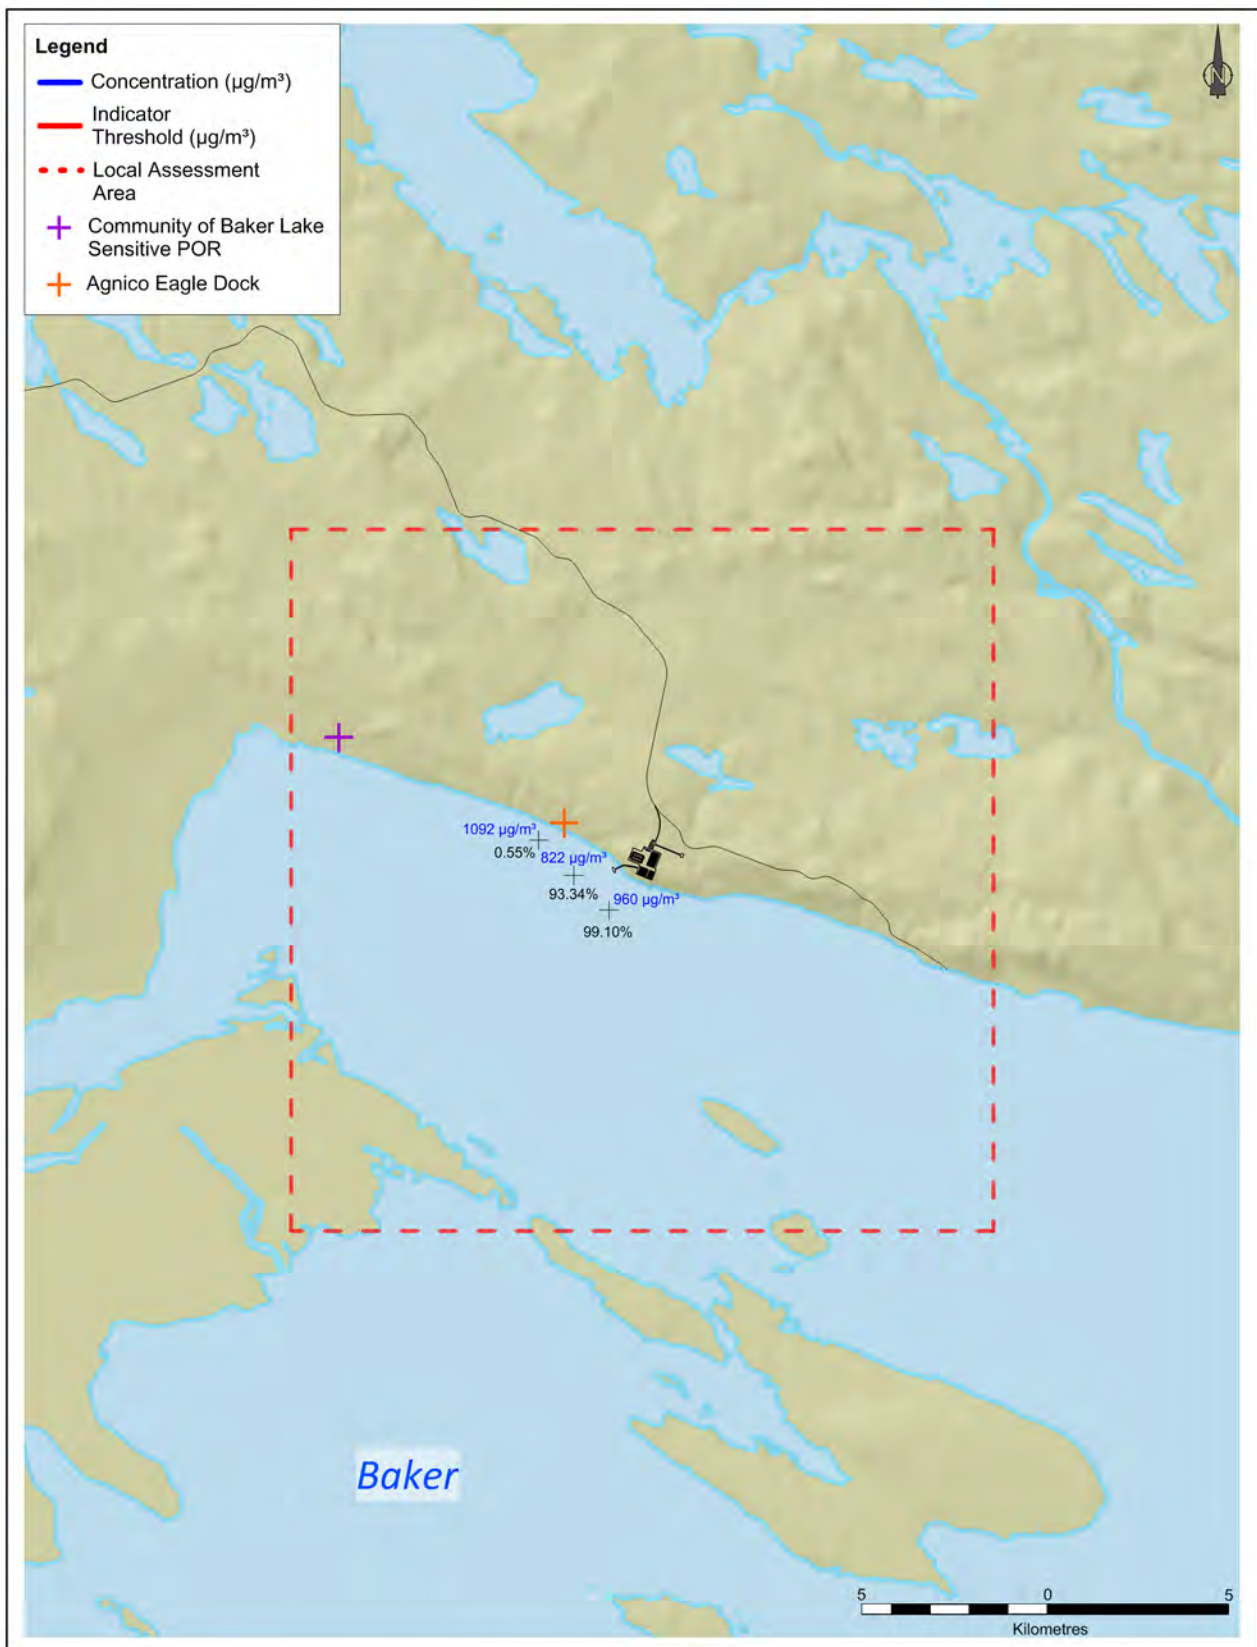 Legend
Concentration (µg/m³)
Indicator
Threshold (µg/m³)
Local Assessment
Area
Community of Baker Lake
Sensitive POR
Agnico Eagle Dock
N
1092 µg/m³
0.55%
822 µg/m³
93.34%
960 µg/m³
99.10%
Baker
5 0 5
Kilometres